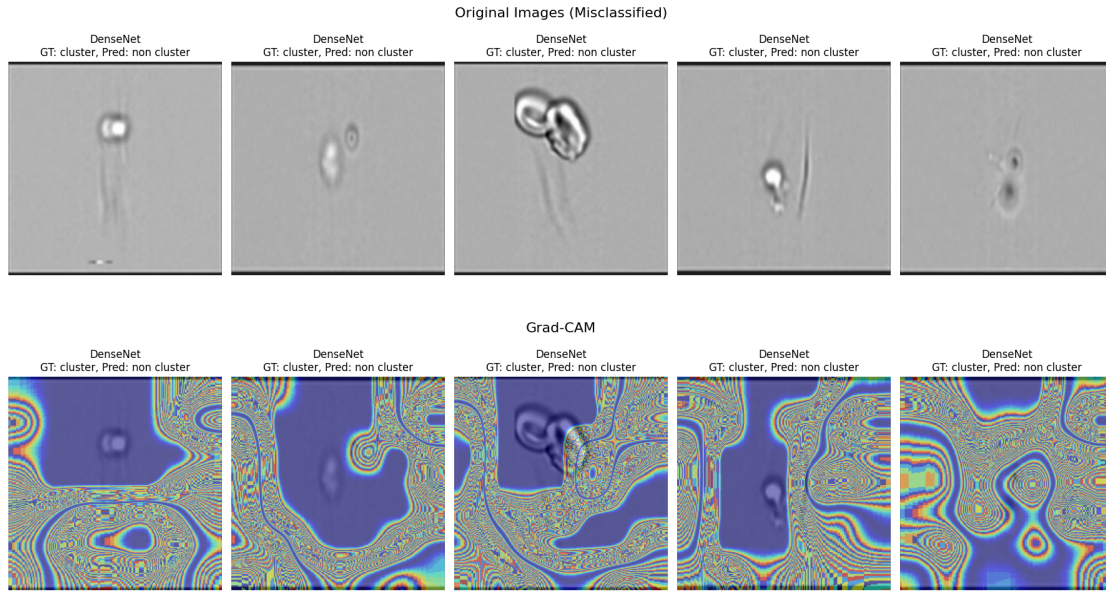 Original Images (Misclassified)
DenseNet
GT: cluster, Pred: non cluster
DenseNet
GT: cluster, Pred: non cluster
DenseNet
GT: cluster, Pred: non cluster
DenseNet
GT: cluster, Pred: non cluster
DenseNet
GT: cluster, Pred: non cluster
Grad-CAM
DenseNet
GT: cluster, Pred: non cluster
DenseNet
GT: cluster, Pred: non cluster
DenseNet
GT: cluster, Pred: non cluster
DenseNet
GT: cluster, Pred: non cluster
DenseNet
GT: cluster, Pred: non cluster